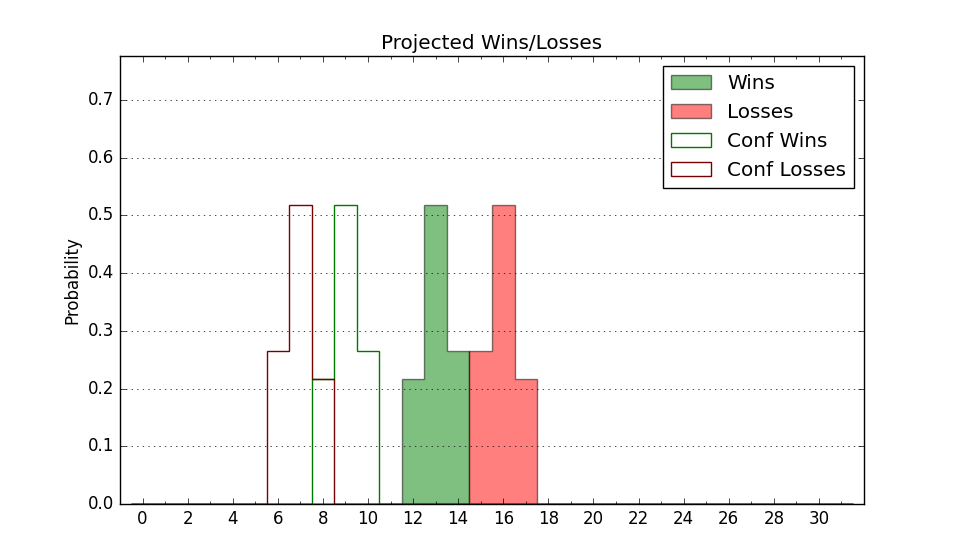 Projected Wins/Losses
Wins
Losses
Conf Wins
Conf Losses
Probability
0.7
0.6
0.5
0.4
0.3
0.2
0.1
0.0
0 2 4 6 8 10 12 14 16 18 20 22 24 26 28 30